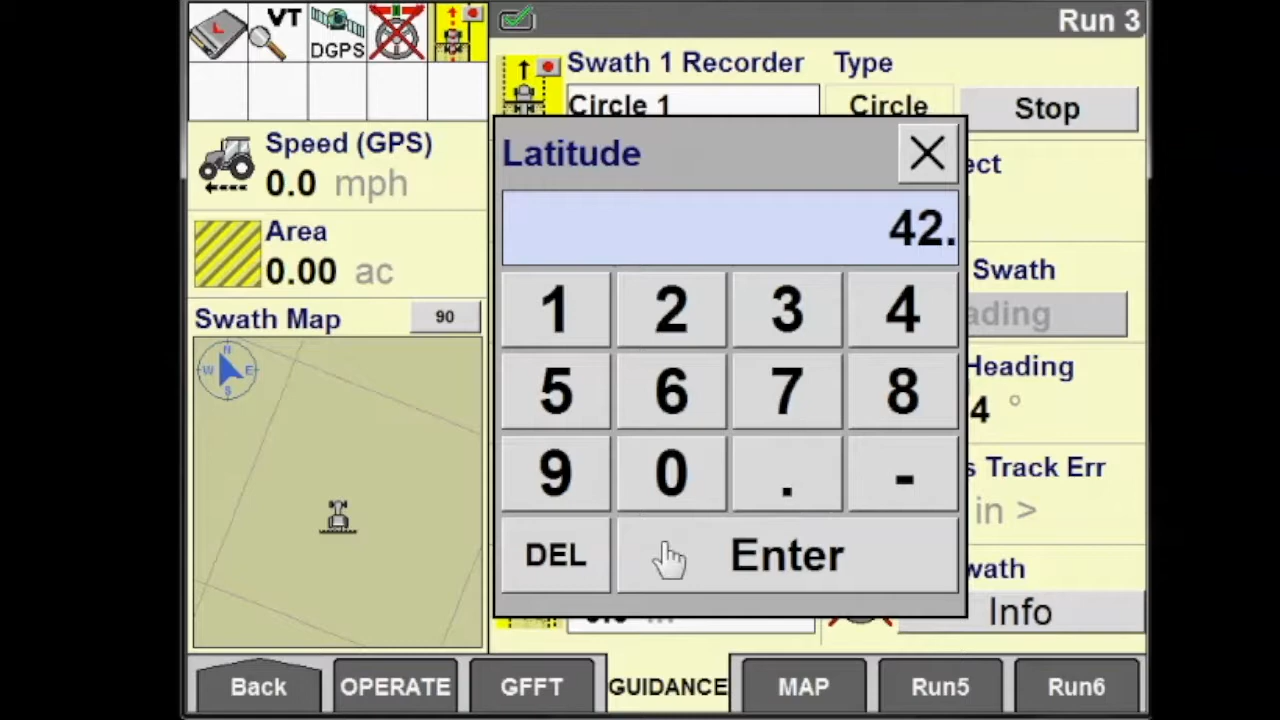 VT
DGPS
Run 3
Swath 1 Recorder
Type
Circle 1
Circle
Stop
Speed (GPS)
0.0 mph
Area
0.00 ac
Swath Map
90
N
W
E
S
Latitude
42.
1 2 3 4
5 6 7 8
9 0 . -
DEL
Enter
ect
Swath
ading
Heading
4 °
s Track Err
in >
wath
Info
Back
OPERATE
GFFT
GUIDANCE
MAP
Run5
Run6